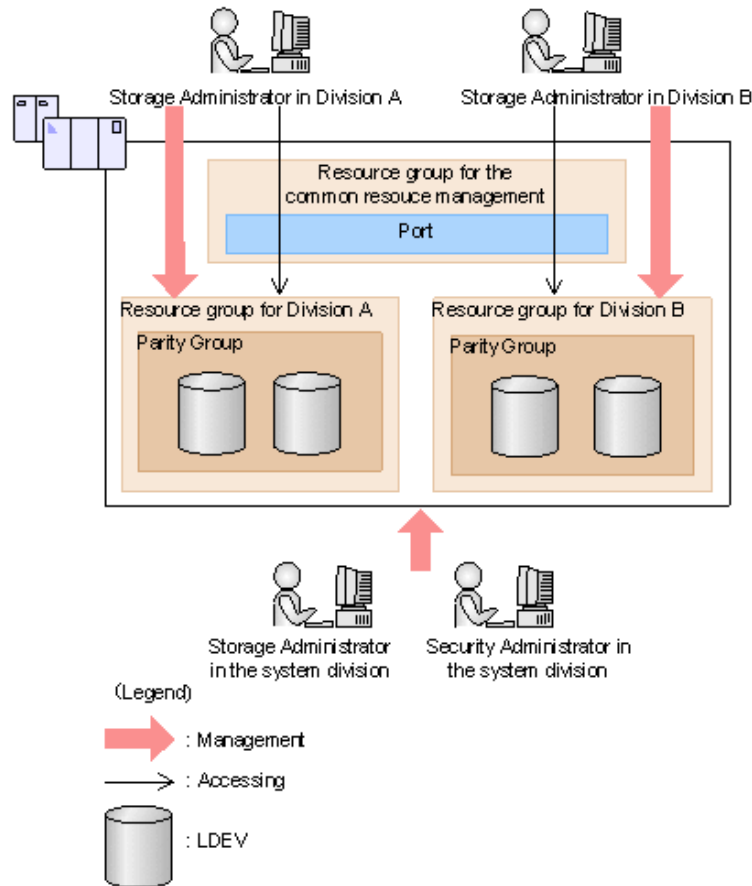 Storage Administrator in Division A
Storage Administrator in Division B
Resource group for the
common resouce management
Port
Resource group for Division A
Parity Group
Resource group for Division B
Parity Group
Storage Administrator
in the system division
Security Administrator in
the system division
(Legend)
: Management
: Accessing
: LDEV